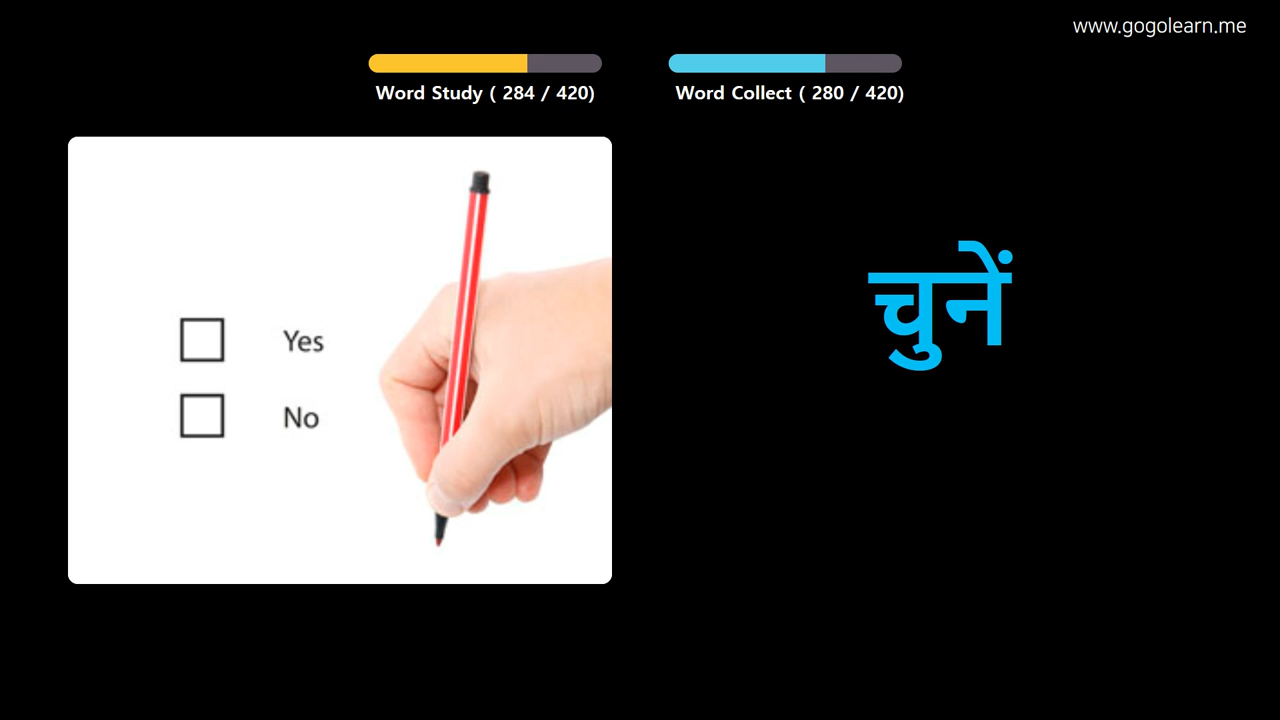 www.gogolearn.me
Word Study ( 284 / 420)
Word Collect ( 280 / 420)
चुनें
Yes
No